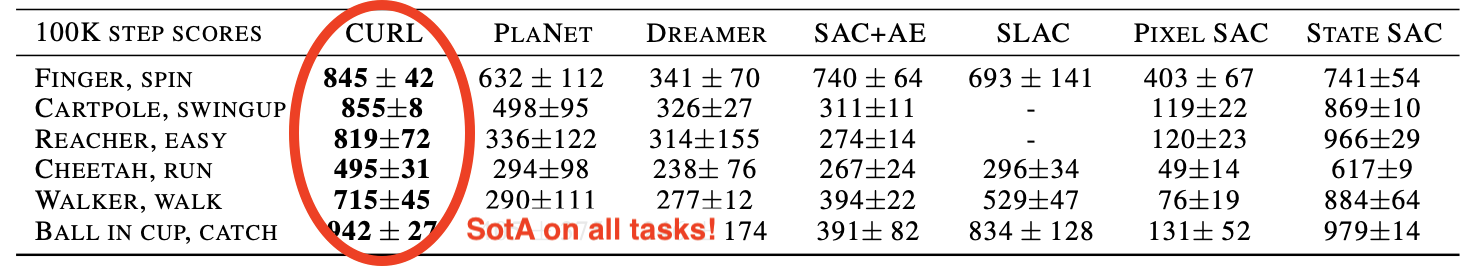 100K STEP SCORES CURL PLANET DREAMER SAC+AE SLAC PIXEL SAC STATE SAC
FINGER, SPIN 845 ± 42 632 ± 112 341 ± 70 740 ± 64 693 ± 141 403 ± 67 741±54
CARTPOLE, SWINGUP 855±8 498±95 326±27 311±11 - 119±22 869±10
REACHER, EASY 819±72 336±122 314±155 274±14 - 120±23 966±29
CHEETAH, RUN 495±31 294±98 238± 76 267±24 296±34 49±14 617±9
WALKER, WALK 715±45 290±111 277±12 394±22 529±47 76±19 884±64
BALL IN CUP, CATCH 942 ± 27 SotA on all tasks! 174 391± 82 834 ± 128 131± 52 979±14